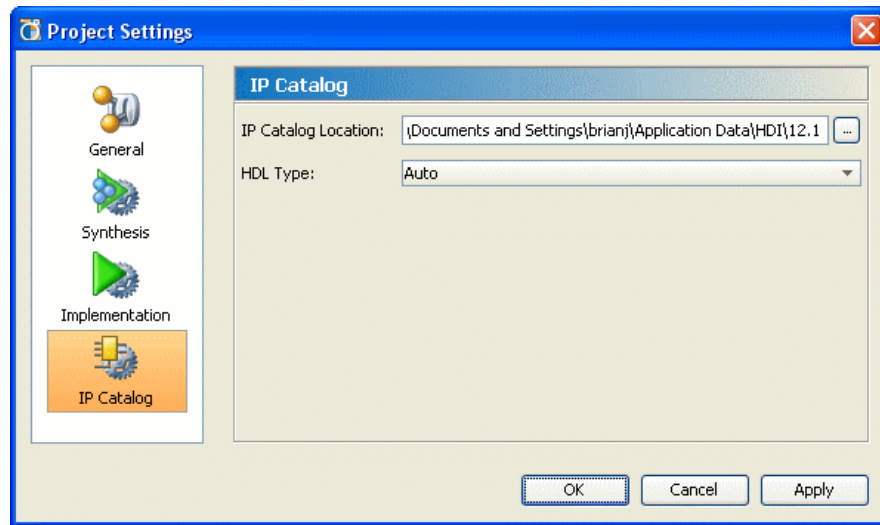 Project Settings
General
Synthesis
Implementation
IP Catalog
IP Catalog
IP Catalog Location: \Documents and Settings\brianj\Application Data\HDI\12.1 ...
HDL Type: Auto
OK Cancel Apply